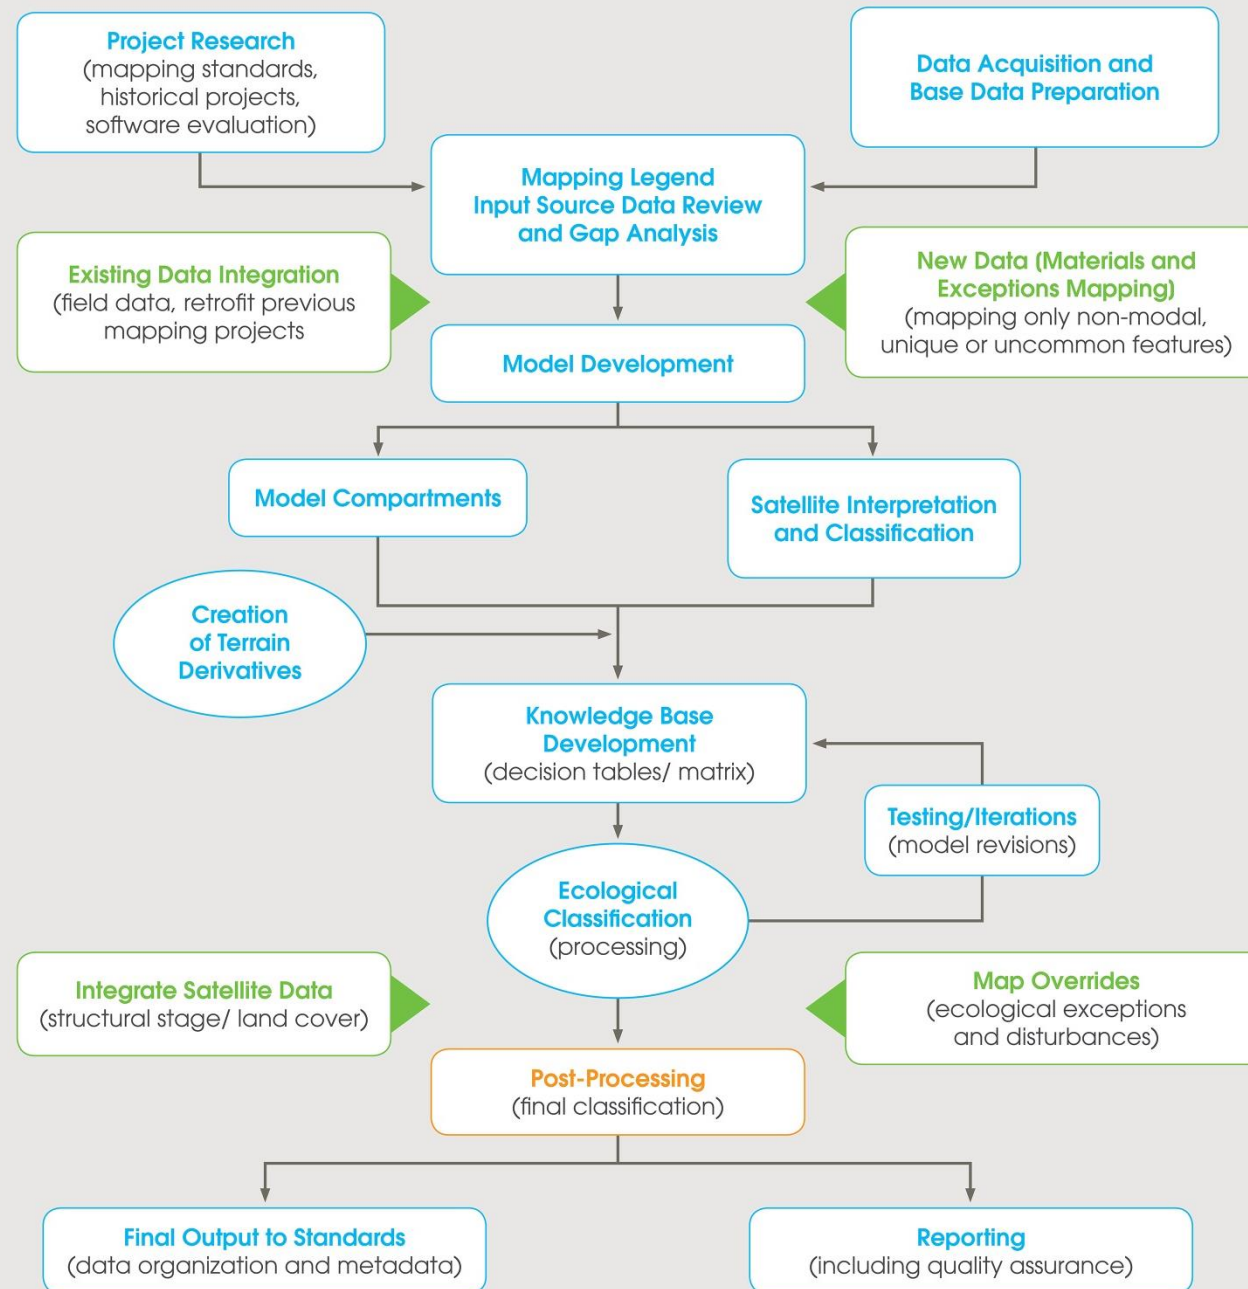 Project Research
(mapping standards,
historical projects,
software evaluation)
Data Acquisition and
Base Data Preparation
Mapping Legend
Input Source Data Review
and Gap Analysis
Existing Data Integration
(field data, retrofit previous
mapping projects
New Data (Materials and
Exceptions Mapping)
(mapping only non-modal,
unique or uncommon features)
Model Development
Model Compartments
Satellite Interpretation
and Classification
Creation
of Terrain
Derivatives
Knowledge Base
Development
(decision tables/ matrix)
Testing/Iterations
(model revisions)
Ecological
Classification
(processing)
Integrate Satellite Data
(structural stage/ land cover)
Map Overrides
(ecological exceptions
and disturbances)
Post-Processing
(final classification)
Final Output to Standards
(data organization and metadata)
Reporting
(including quality assurance)